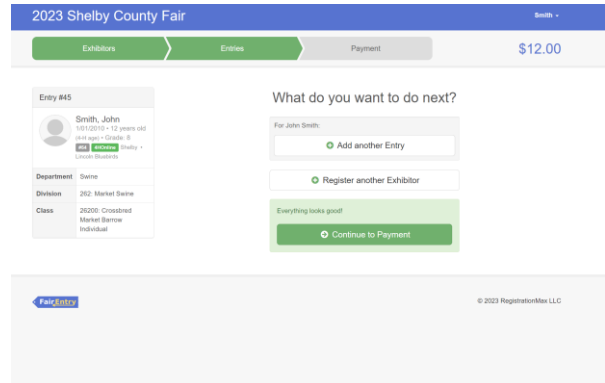 2023 Shelby County Fair
Smith
Exhibitors
Entries
Payment
$12.00
Entry #45
Smith, John
1/01/2010 • 12 years old
(4-H age) • Grade: 8
#64 4HOnline Shelby •
Lincoln Bluebirds
Department Swine
Division 262: Market Swine
Class 26200: Crossbred
Market Barrow
Individual
What do you want to do next?
For John Smith:
Add another Entry
Register another Exhibitor
Everything looks good!
Continue to Payment
FairEntry
© 2023 RegistrationMax LLC